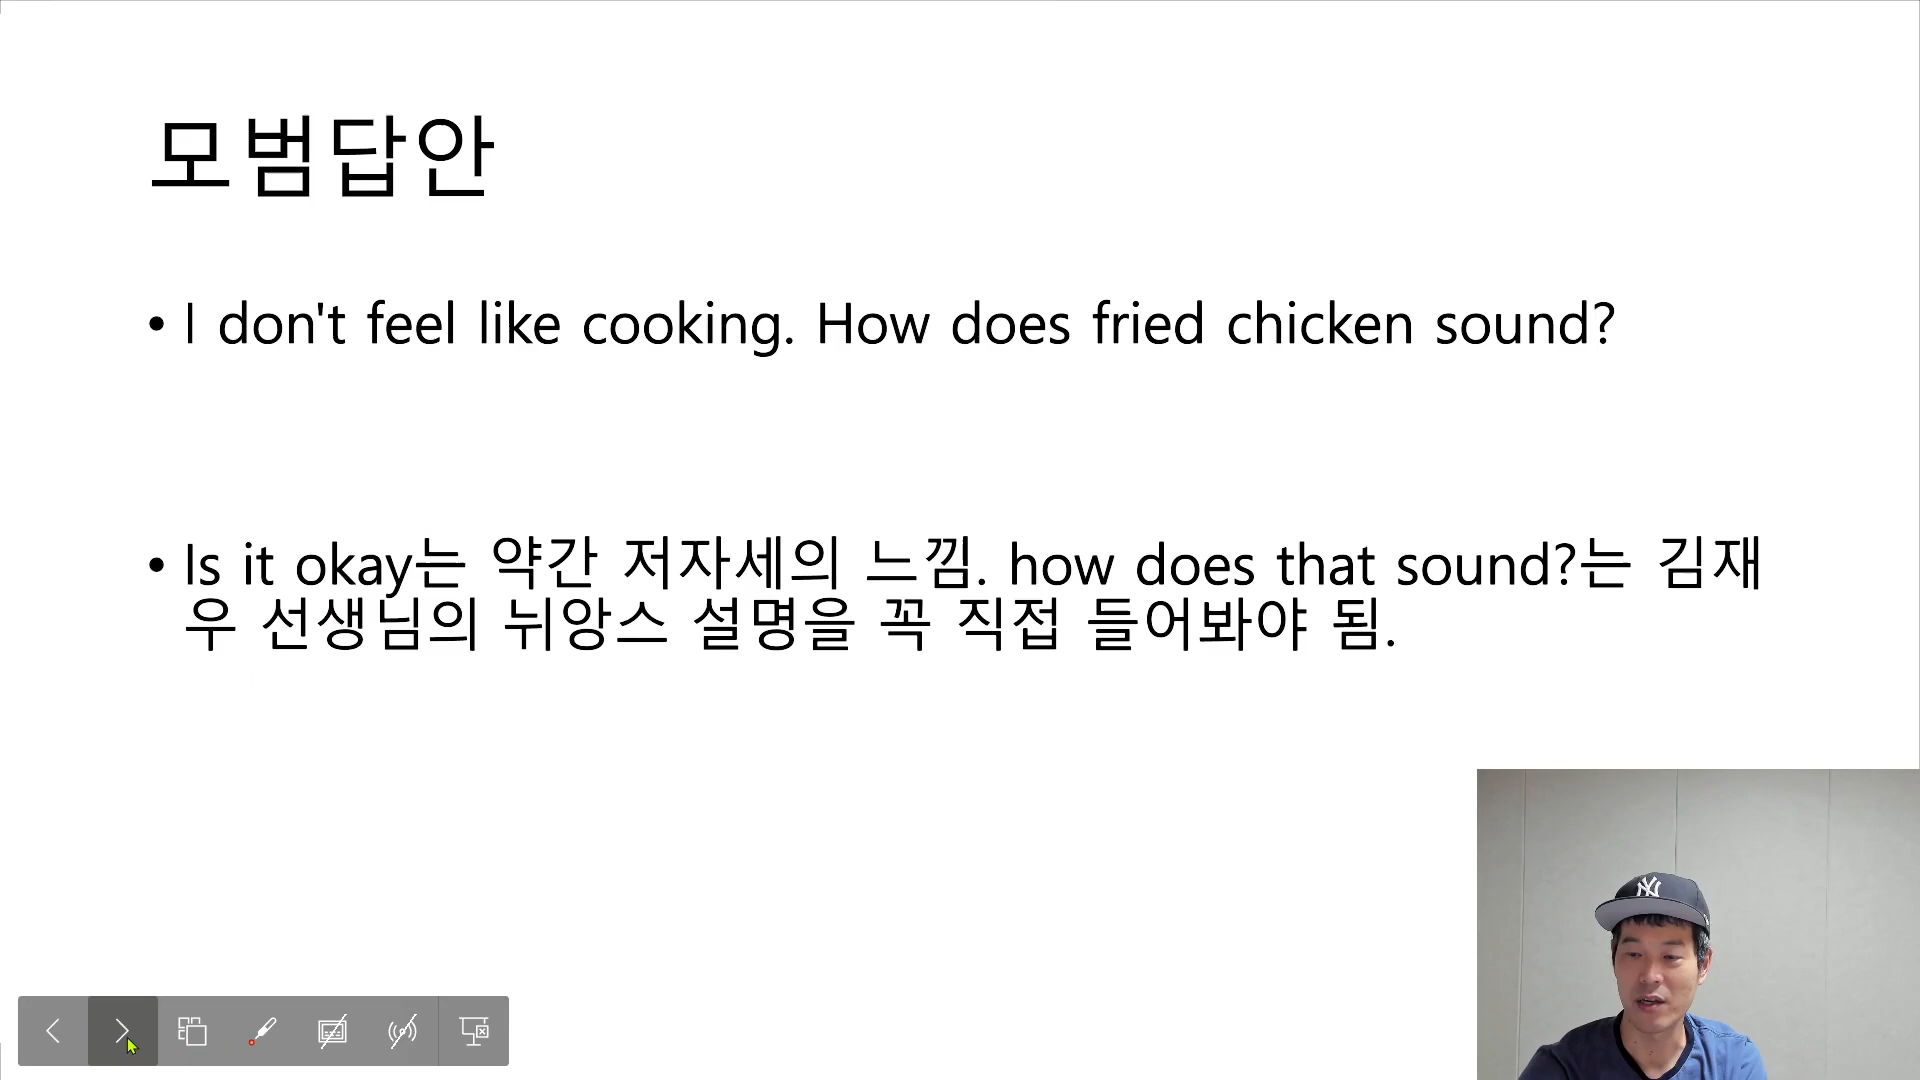 모범답안
• I don't feel like cooking. How does fried chicken sound?
• Is it okay는 약간 저자세의 느낌. how does that sound?는 김재
우 선생님의 뉘앙스 설명을 꼭 직접 들어봐야 됨.
NY